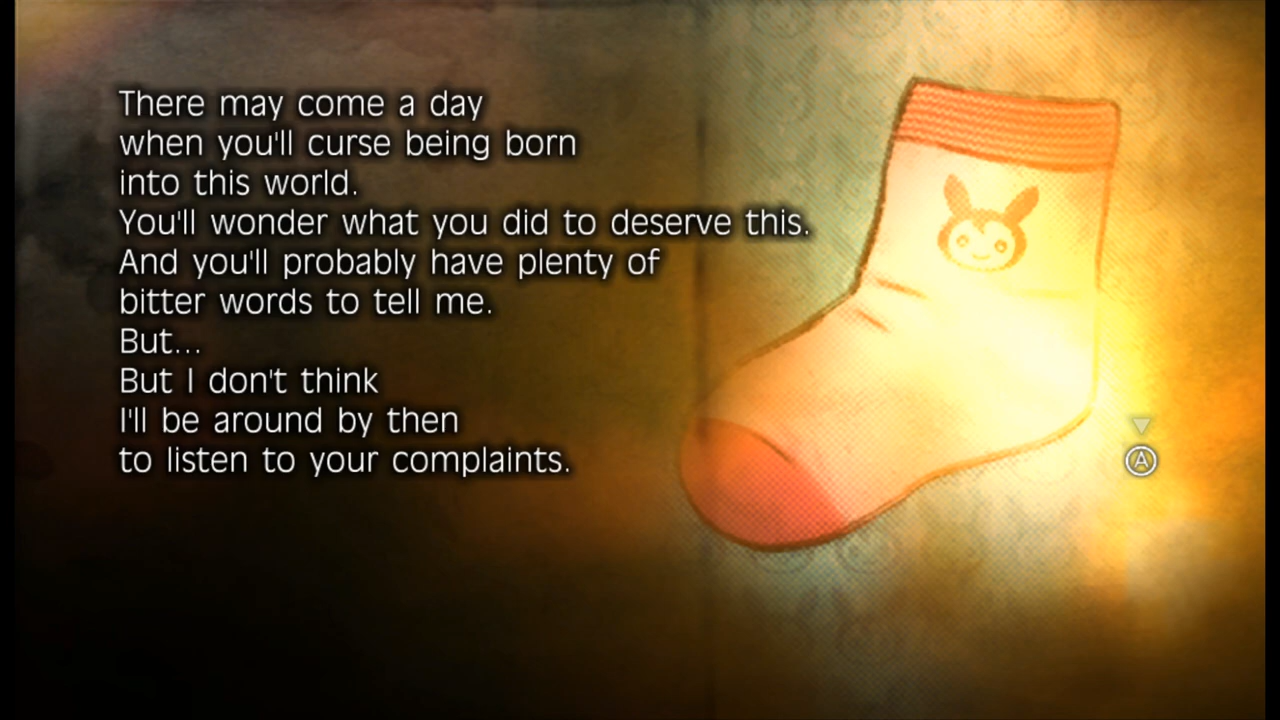 There may come a day
when you'll curse being born
into this world.
You'll wonder what you did to deserve this.
And you'll probably have plenty of
bitter words to tell me.
But...
But I don't think
I'll be around by then
to listen to your complaints.
A